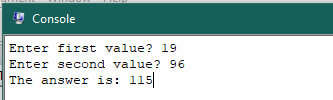 Console
Enter first value? 19
Enter second value? 96
The answer is: 115